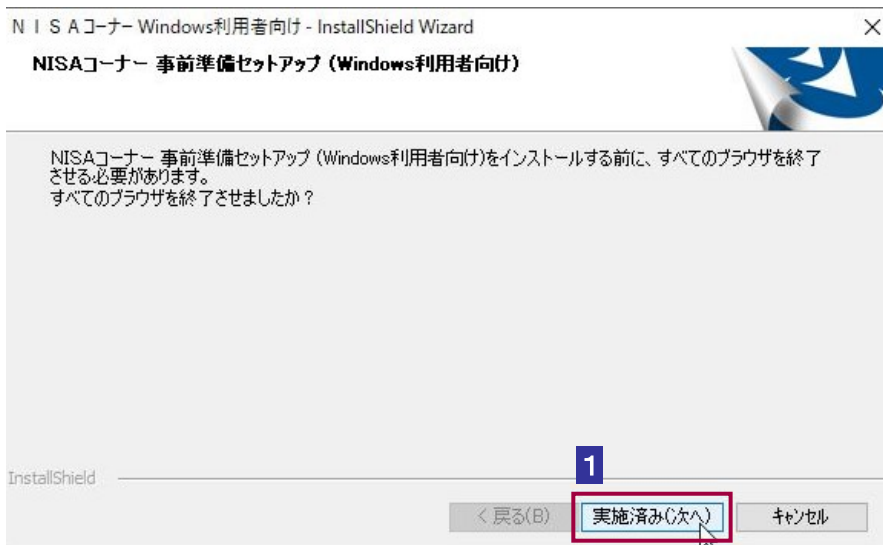 ＮＩＳＡコーナー Windows利用者向け - InstallShield Wizard
NISAコーナー 事前準備セットアップ (Windows利用者向け)
NISAコーナー 事前準備セットアップ (Windows利用者向け)をインストールする前に、すべてのブラウザを終了
させる必要があります。
すべてのブラウザを終了させましたか？
1
InstallShield
< 戻る(B)
実施済み(次へ)
キャンセル